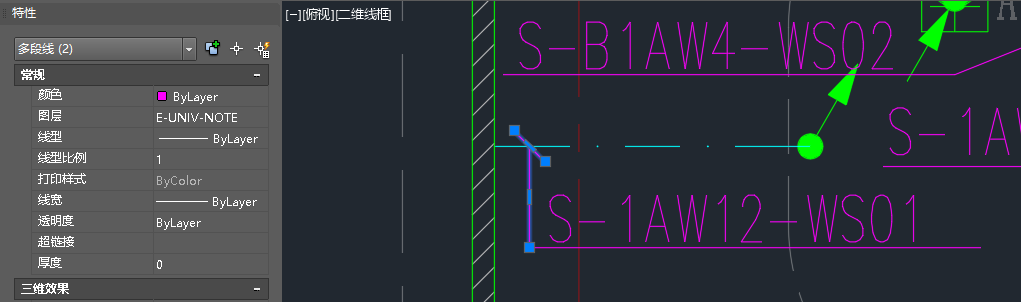 特性
多段线 (2)
常规
颜色 ByLayer
图层 E-UNIV-NOTE
线型 ByLayer
线型比例 1
打印样式 ByColor
线宽 ByLayer
透明度 ByLayer
超链接
厚度 0
三维效果
[−][俯视][二维线框]
A
S-B1AW4-WS02
S-1AW
S-1AW12-WS01